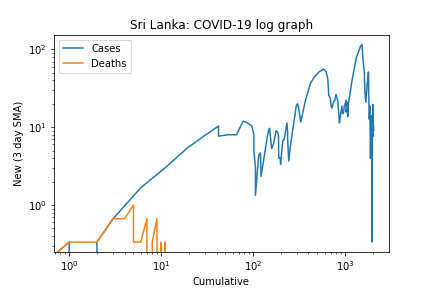 Sri Lanka: COVID-19 log graph
Cases
Deaths
New (3 day SMA)
10²
10¹
10⁰
10⁰ 10¹ 10² 10³
Cumulative